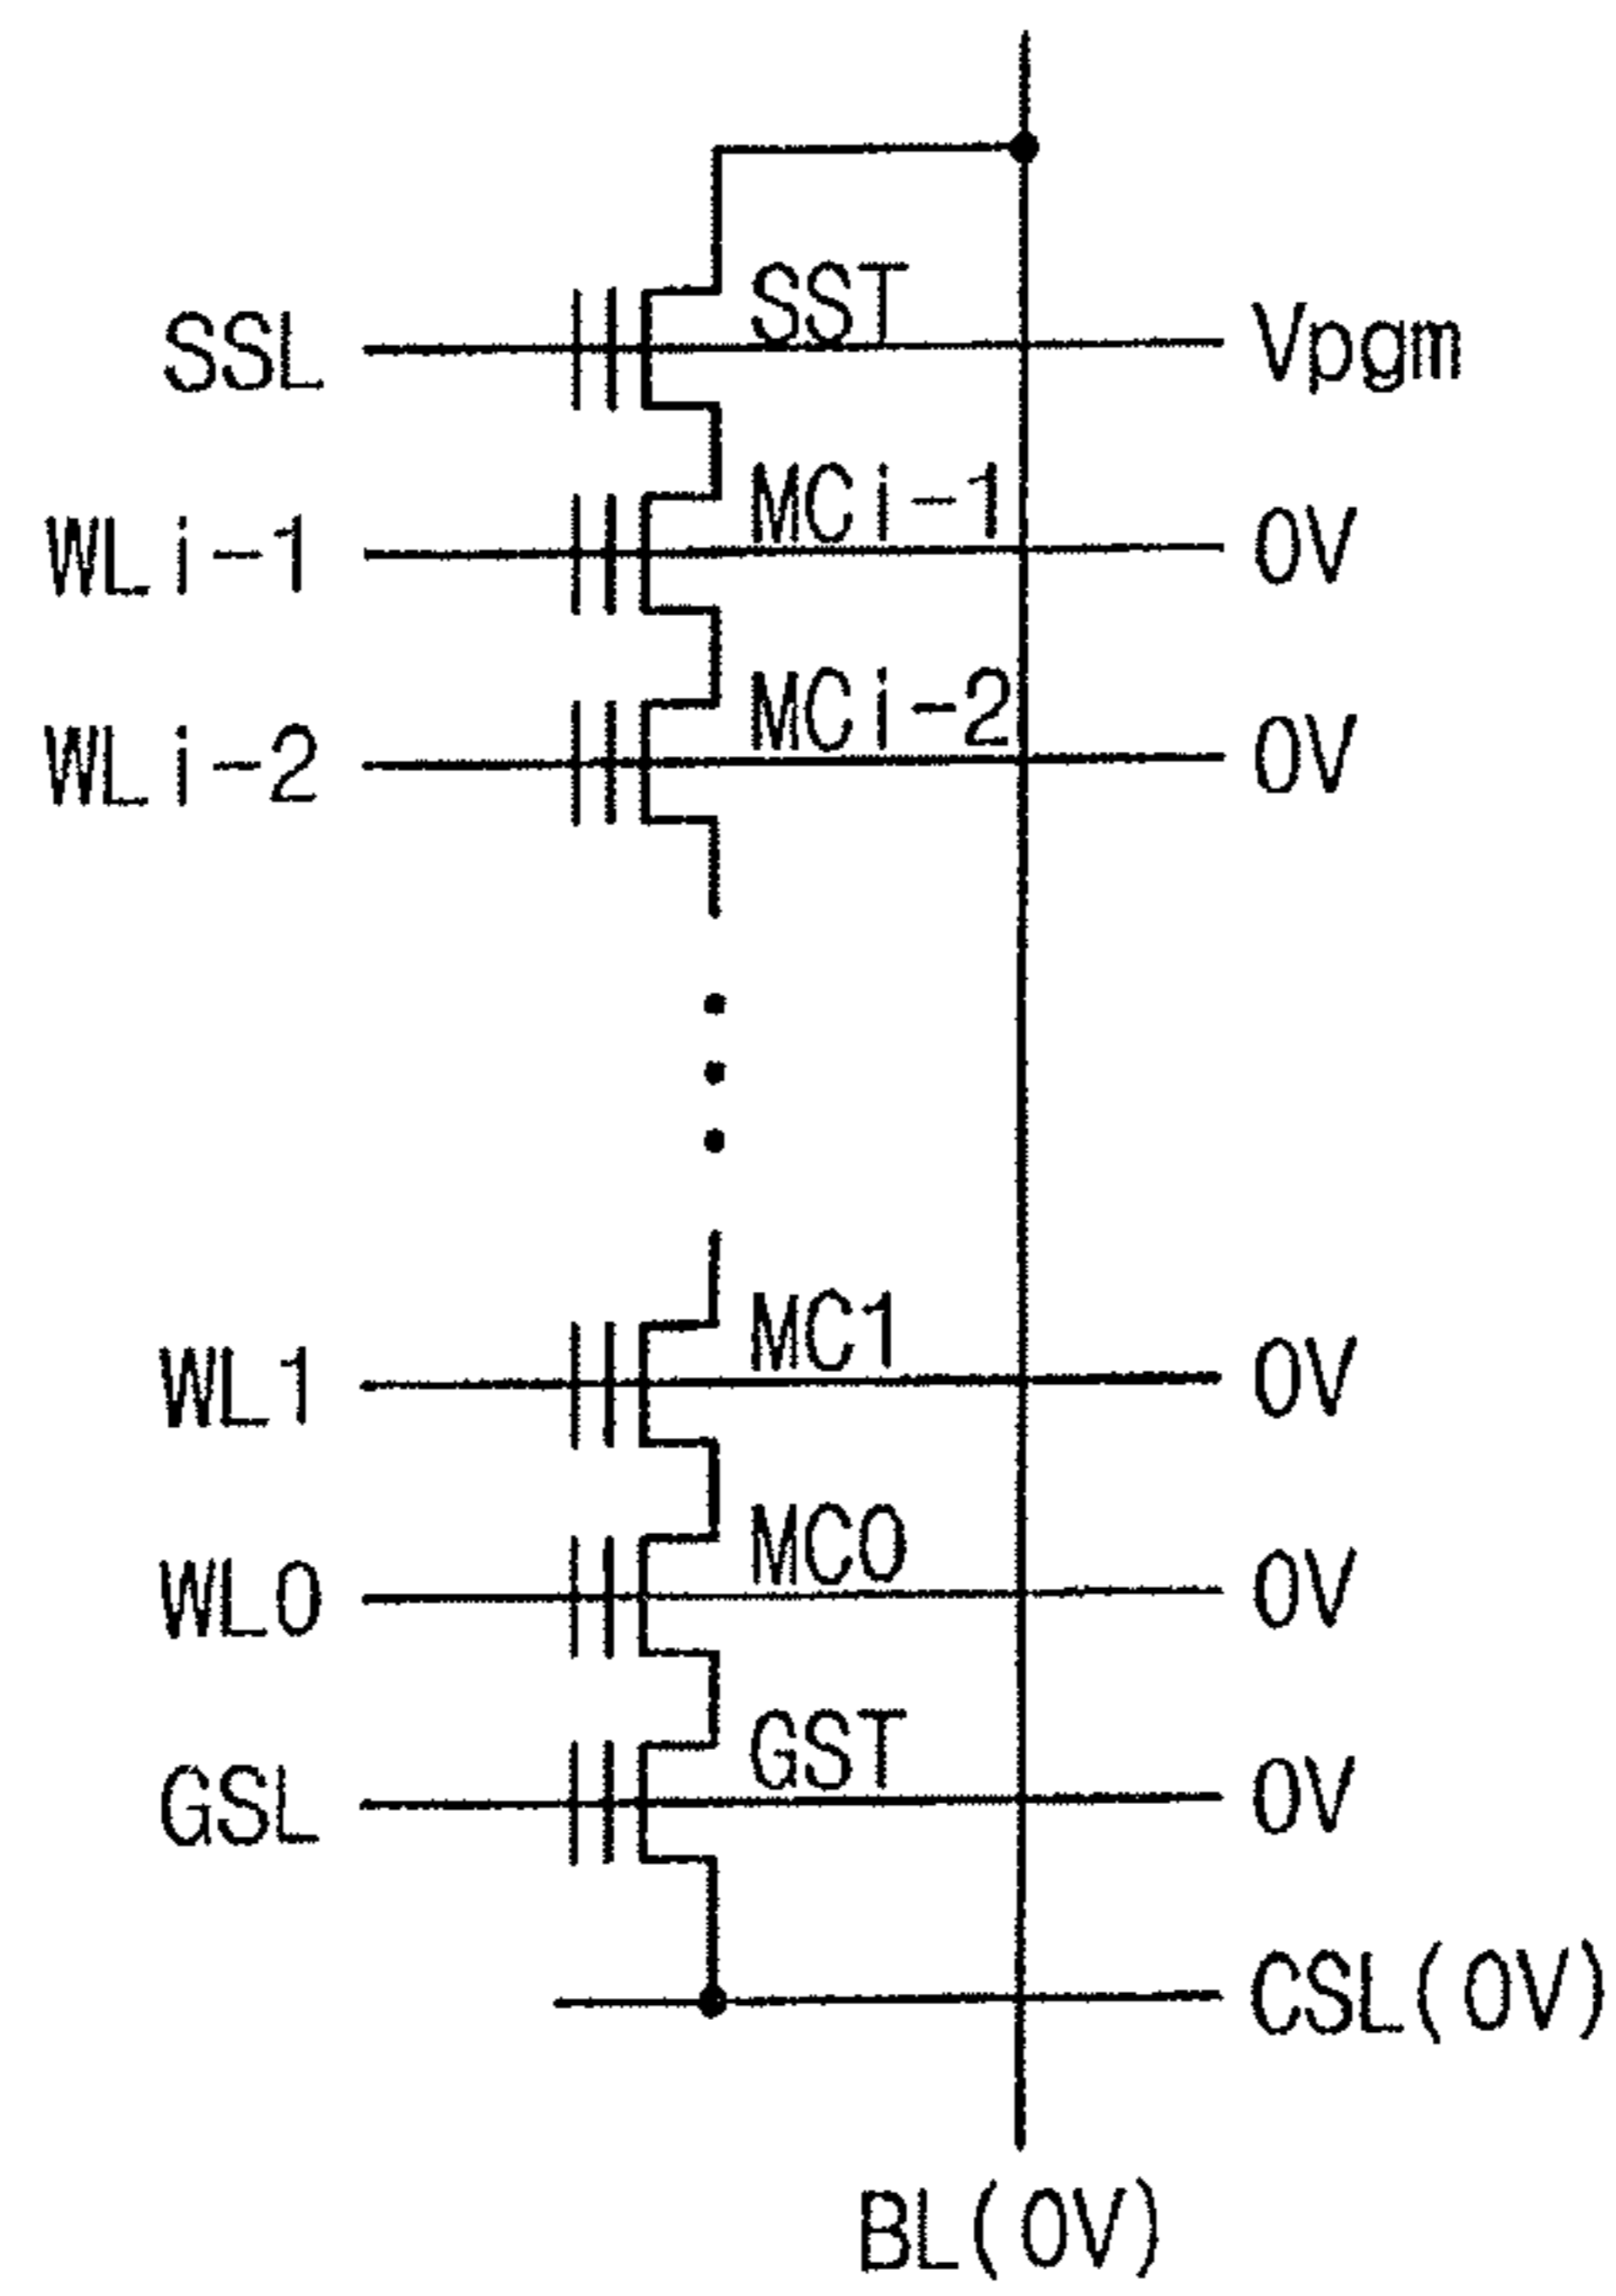 SST
SSL Vpgm
MCi-1
WLi-1 0V
MCi-2
WLi-2 0V
MC1
WL1 0V
MC0
WL0 0V
GST
GSL 0V
CSL(0V)
BL(0V)